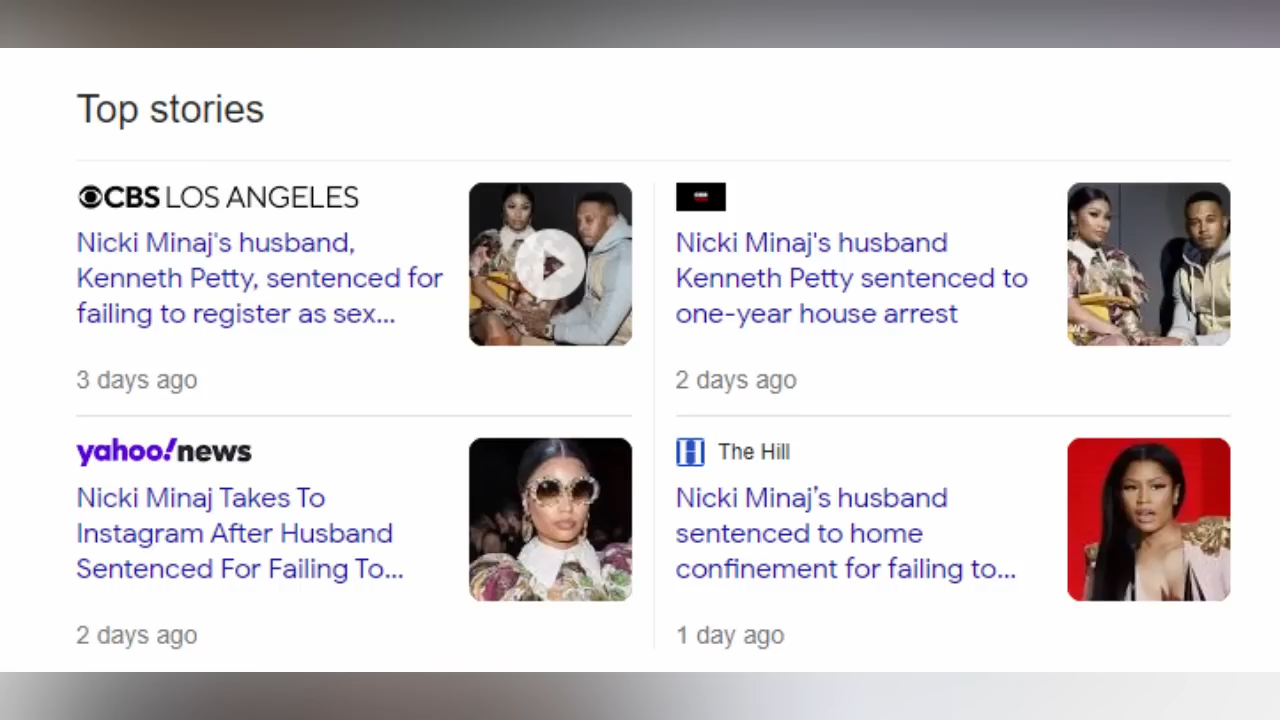 Top stories
CBS LOS ANGELES
Nicki Minaj's husband,
Kenneth Petty, sentenced for
failing to register as sex...
3 days ago
Nicki Minaj's husband
Kenneth Petty sentenced to
one-year house arrest
2 days ago
yahoo!news
Nicki Minaj Takes To
Instagram After Husband
Sentenced For Failing To...
2 days ago
The Hill
Nicki Minaj’s husband
sentenced to home
confinement for failing to...
1 day ago